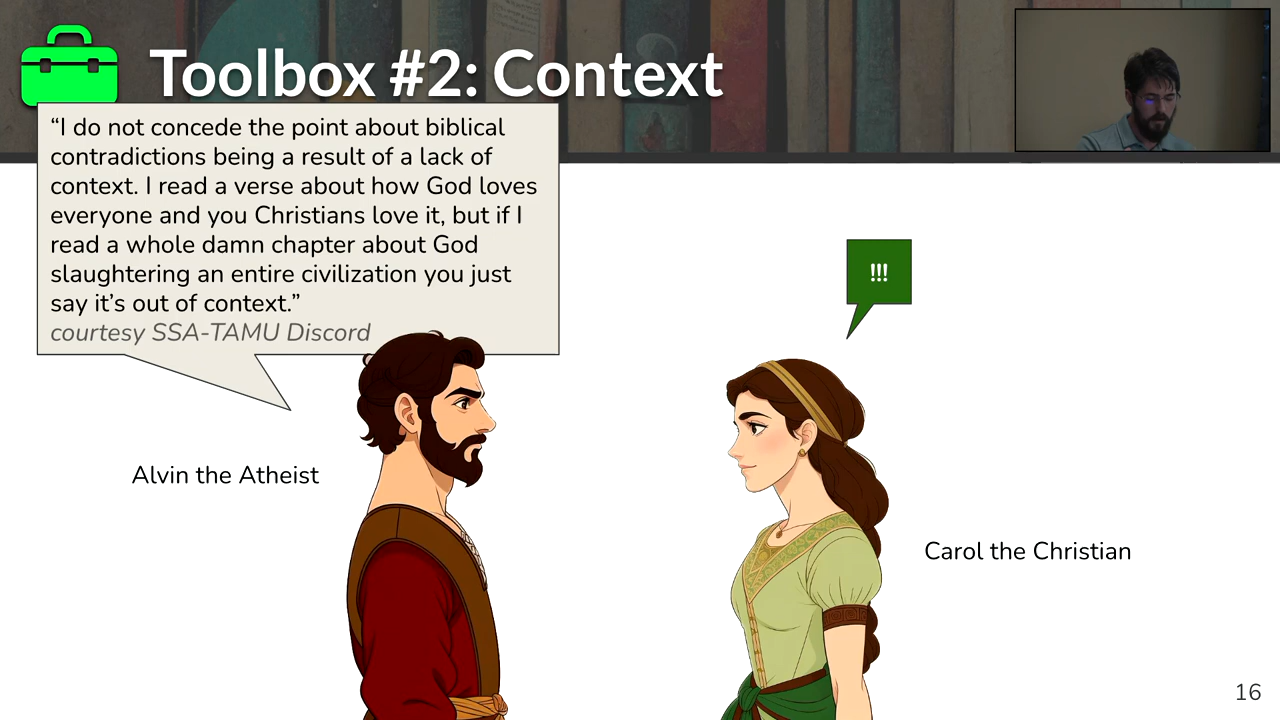 Toolbox #2: Context
“I do not concede the point about biblical
contradictions being a result of a lack of
context. I read a verse about how God loves
everyone and you Christians love it, but if I
read a whole damn chapter about God
slaughtering an entire civilization you just
say it’s out of context.”
courtesy SSA-TAMU Discord
!!!
Alvin the Atheist
Carol the Christian
16